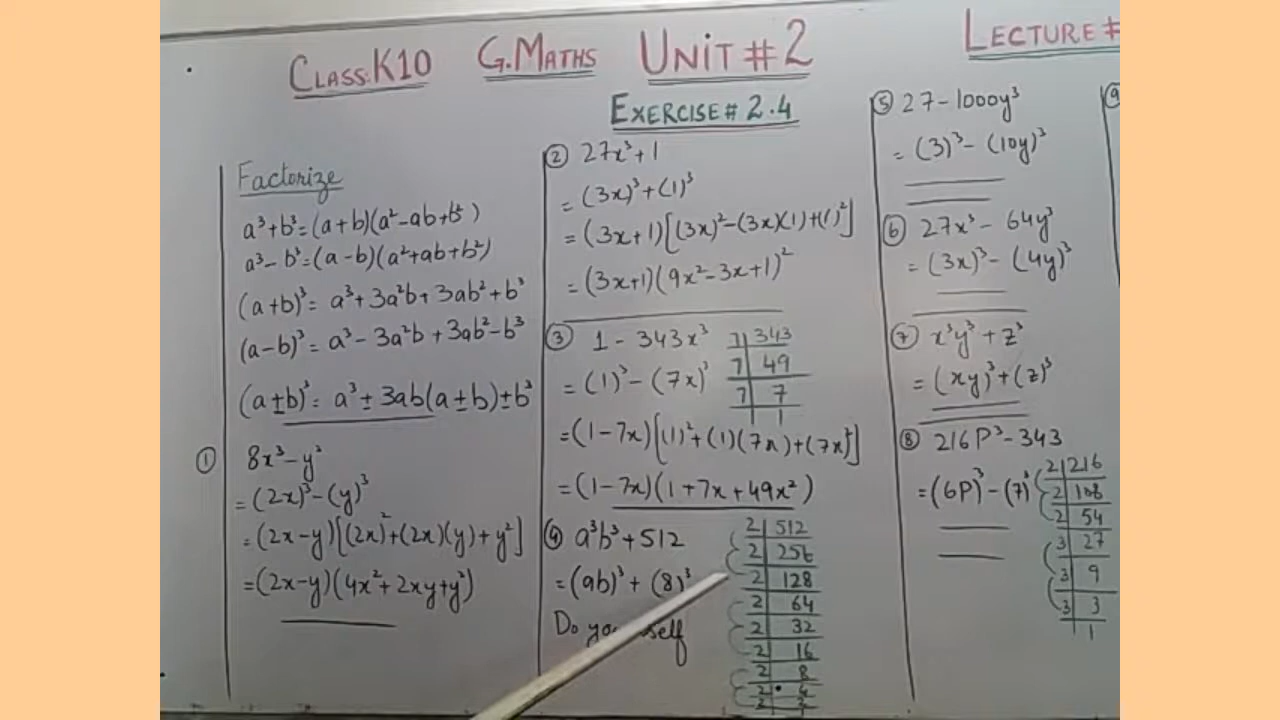 CLASS:K10 G.MATHS UNIT # 2 LECTURE #
EXERCISE # 2.4
Factorize
a³+b³=(a+b)(a²-ab+b²)
a³-b³=(a-b)(a²+ab+b²)
(a+b)³= a³+3a²b+3ab²+b³
(a-b)³= a³-3a²b+3ab²-b³
(a±b)³= a³±3ab(a±b)±b³
① 8x³-y³
=(2x)³-(y)³
=(2x-y)[(2x)²+(2x)(y)+y²]
=(2x-y)(4x²+2xy+y²)
② 27x³+1
=(3x)³+(1)³
=(3x+1)[(3x)²-(3x)(1)+(1)²]
=(3x+1)(9x²-3x+1)²
③ 1-343x³
=(1)³-(7x)³
=(1-7x)[(1)²+(1)(7x)+(7x)²]
=(1-7x)(1+7x+49x²)
7 343
7 49
7 7
1
④ a³b³+512
=(ab)³+(8)³
Do yourself
2 512
2 256
2 128
2 64
2 32
2 16
2 8
2 4
2 2
⑤ 27-1000y³
=(3)³-(10y)³
⑥ 27x³-64y³
=(3x)³-(4y)³
⑦ x³y³+z³
=(xy)³+(z)³
⑧ 216P³-343
=(6P)³-(7)³
2 216
2 108
2 54
3 27
3 9
3 3
1
⑨